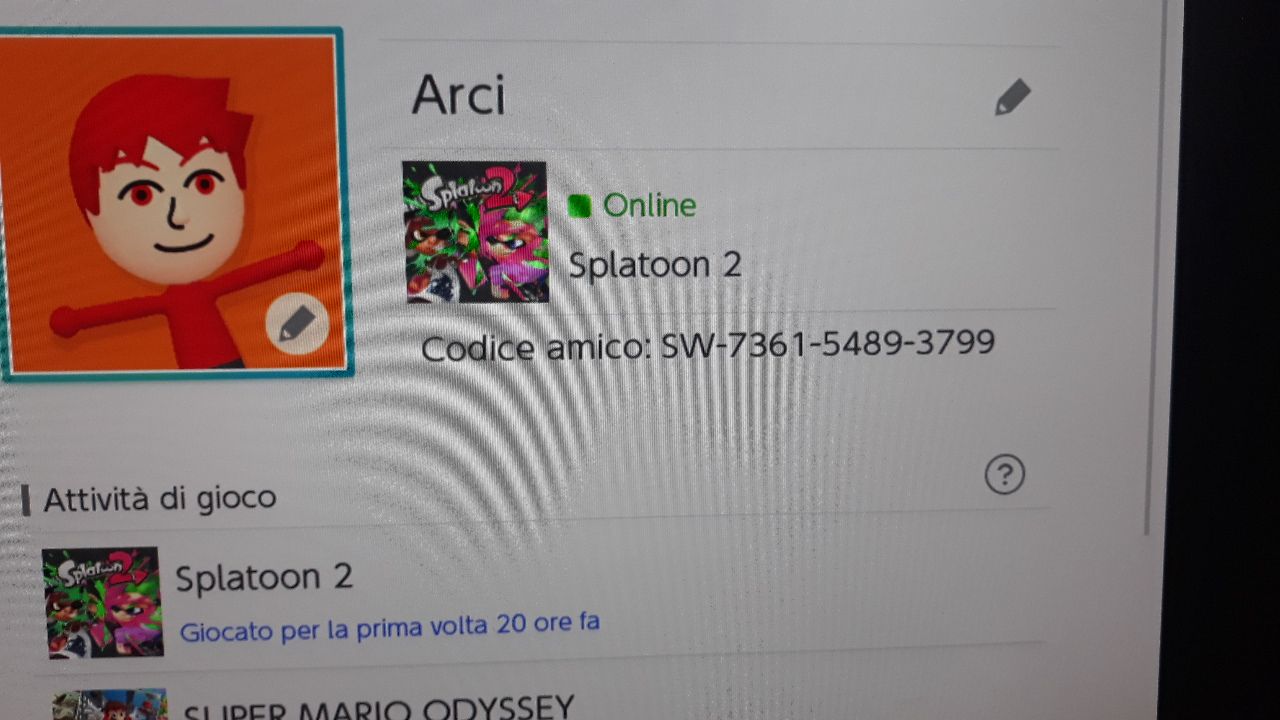 Arci
Splatoon 2
Online
Splatoon 2
Codice amico: SW-7361-5489-3799
?
Attività di gioco
Splatoon 2
Splatoon 2
Giocato per la prima volta 20 ore fa
SUPER MARIO ODYSSEY